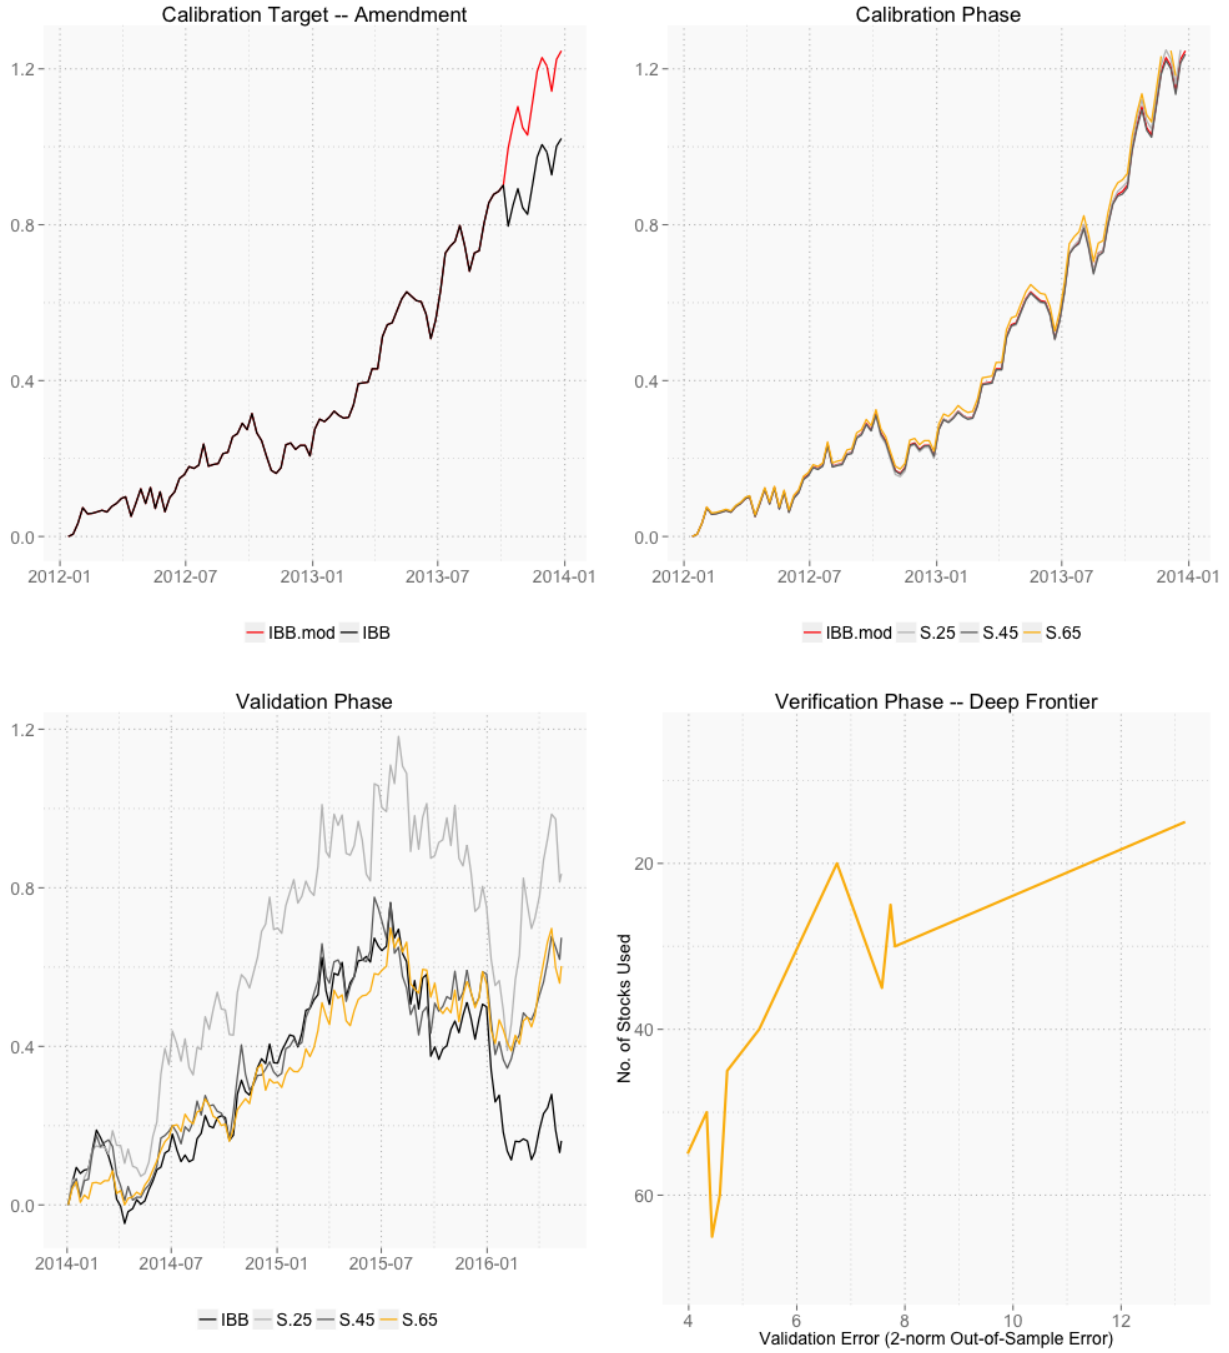 Calibration Target -- Amendment
1.2
0.8
0.4
0.0
2012-01 2012-07 2013-01 2013-07 2014-01
IBB.mod IBB
Calibration Phase
1.2
0.8
0.4
0.0
2012-01 2012-07 2013-01 2013-07 2014-01
IBB.mod S.25 S.45 S.65
Validation Phase
1.2
0.8
0.4
0.0
2014-01 2014-07 2015-01 2015-07 2016-01
IBB S.25 S.45 S.65
Verification Phase -- Deep Frontier
No. of Stocks Used
20
40
60
4 6 8 10 12
Validation Error (2-norm Out-of-Sample Error)